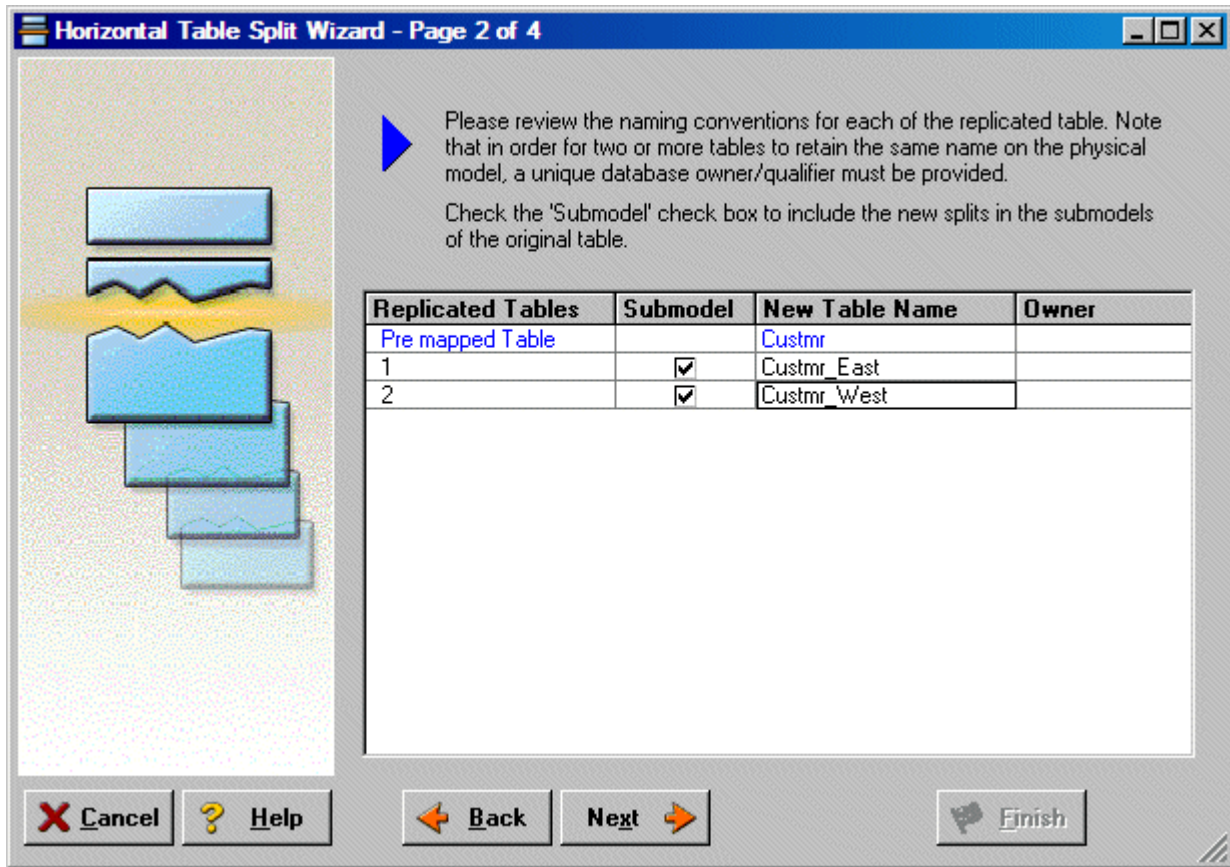 Horizontal Table Split Wizard - Page 2 of 4
Please review the naming conventions for each of the replicated table. Note
that in order for two or more tables to retain the same name on the physical
model, a unique database owner/qualifier must be provided.
Check the 'Submodel' check box to include the new splits in the submodels
of the original table.
Replicated Tables Submodel New Table Name Owner
Pre mapped Table Custmr
1 Custmr_East
2 Custmr_West
Cancel Help Back Next Finish